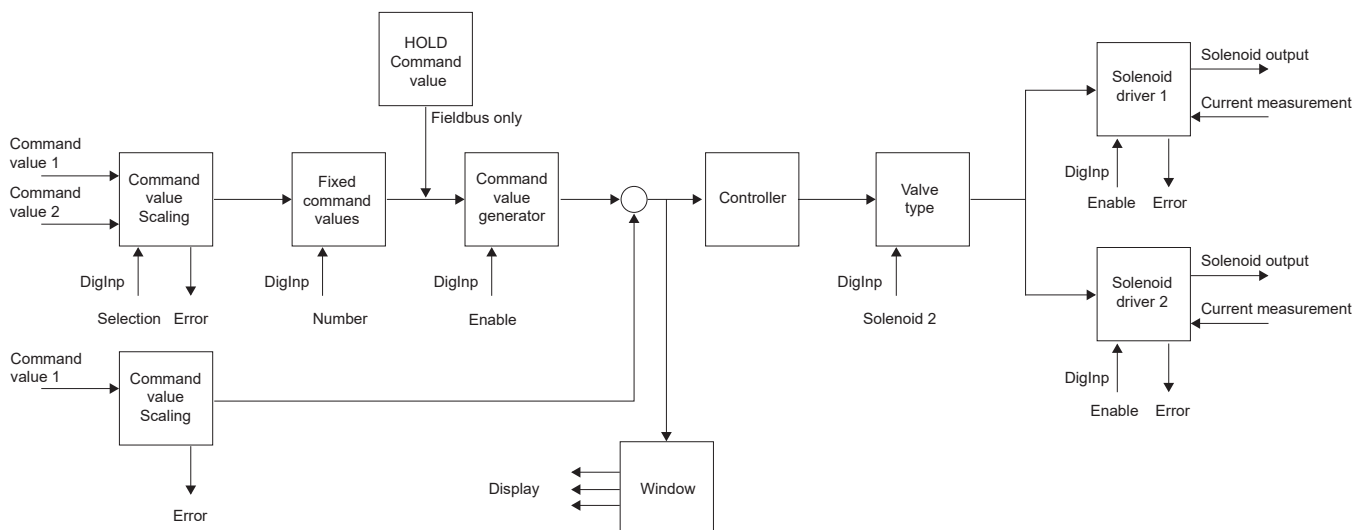 HOLD
Command
value
Fieldbus only
Command
value 1
Command
value 2
Command
value
Scaling
DigInp
Selection
Error
Fixed
command
values
DigInp
Number
Command
value
generator
DigInp
Enable
Controller
Valve
type
DigInp
Solenoid 2
Solenoid
driver 1
Solenoid output
Current measurement
DigInp
Enable
Error
Solenoid
driver 2
Solenoid output
Current measurement
DigInp
Enable
Error
Command
value 1
Command
value
Scaling
Error
Display
Window